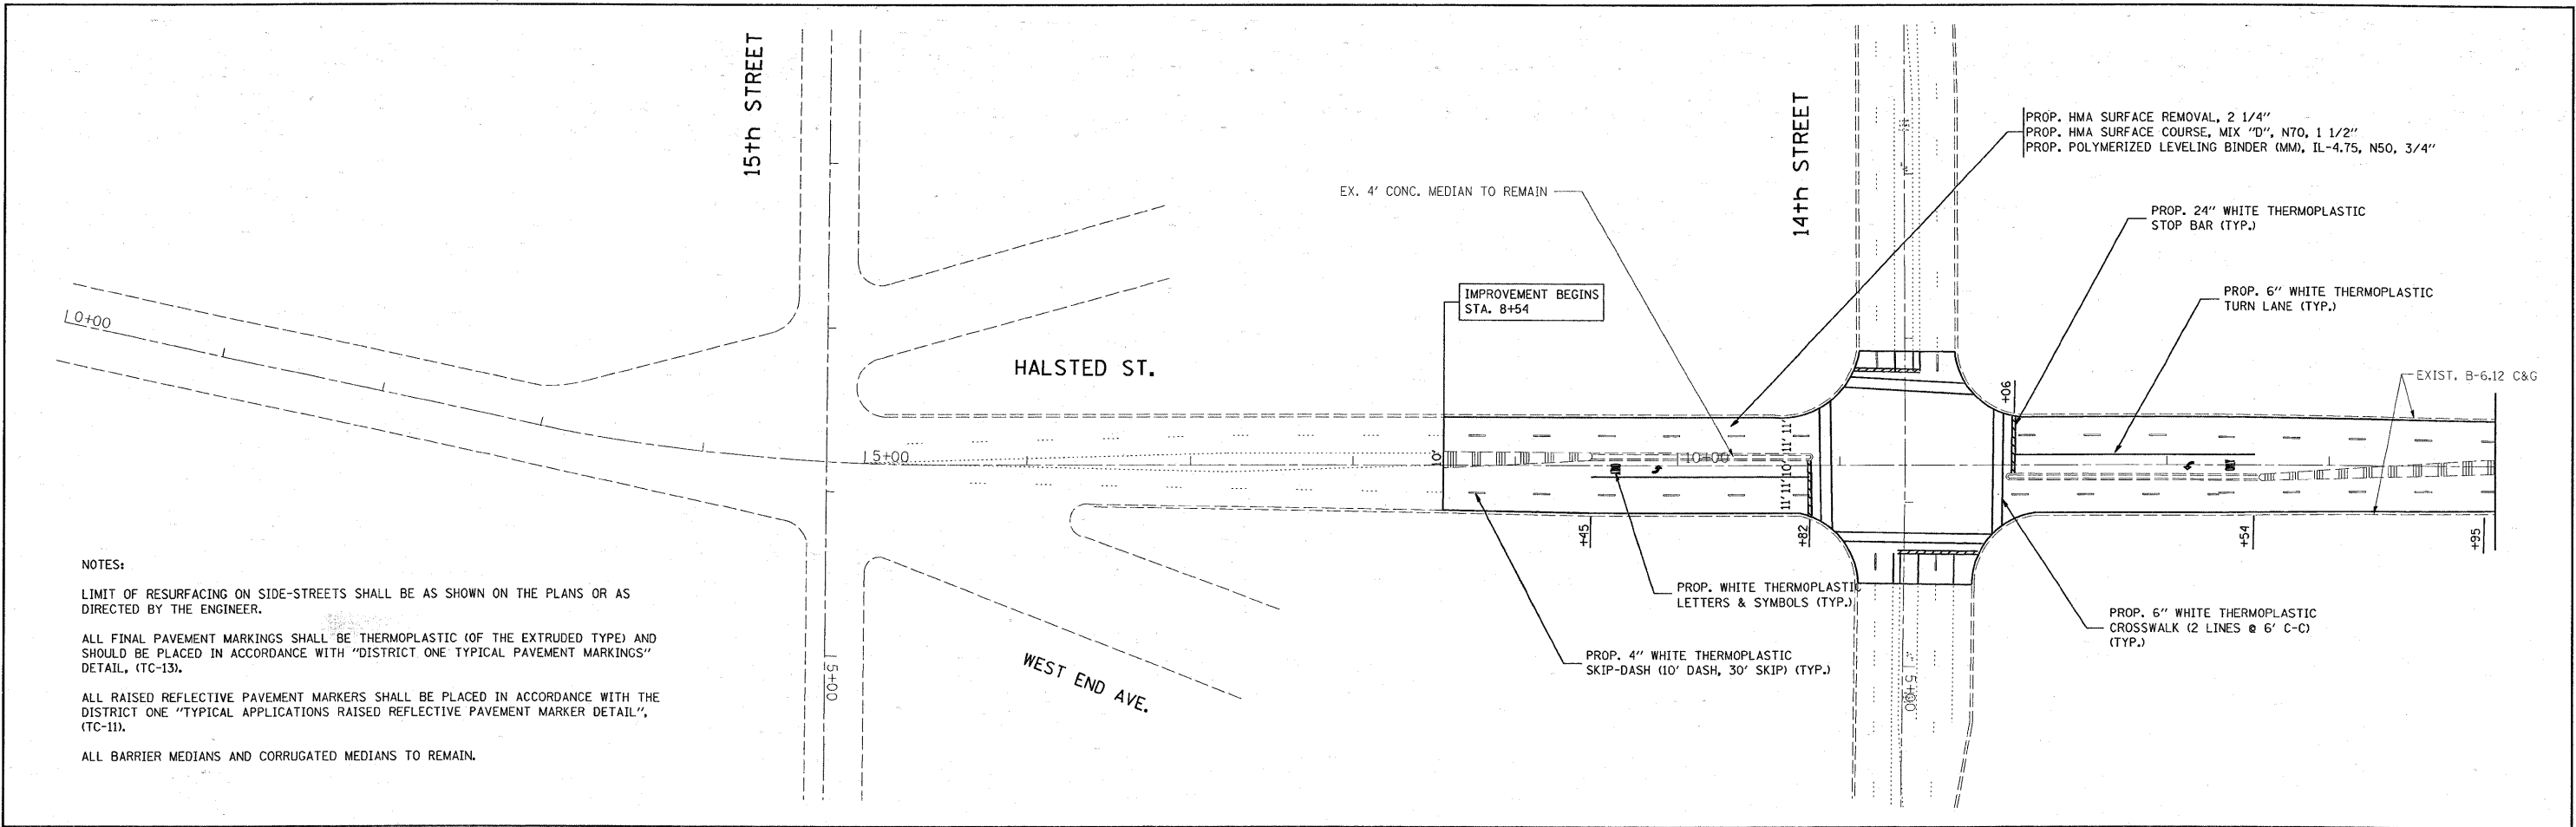 15th STREET
14th STREET
PROP. HMA SURFACE REMOVAL, 2 1/4"
PROP. HMA SURFACE COURSE, MIX "D", N70, 1 1/2"
PROP. POLYMERIZED LEVELING BINDER (MM), IL-4.75, N50, 3/4"
EX. 4' CONC. MEDIAN TO REMAIN
PROP. 24" WHITE THERMOPLASTIC
STOP BAR (TYP.)
IMPROVEMENT BEGINS
STA. 8+54
PROP. 6" WHITE THERMOPLASTIC
TURN LANE (TYP.)
0+00
HALSTED ST.
EXIST. B-6.12 C&G
+06
5+00
10'
10+00
11' 11' 10' 11' 11'
+45
+82
+54
+95
NOTES:
LIMIT OF RESURFACING ON SIDE-STREETS SHALL BE AS SHOWN ON THE PLANS OR AS
DIRECTED BY THE ENGINEER.
ALL FINAL PAVEMENT MARKINGS SHALL BE THERMOPLASTIC (OF THE EXTRUDED TYPE) AND
SHOULD BE PLACED IN ACCORDANCE WITH "DISTRICT ONE TYPICAL PAVEMENT MARKINGS"
DETAIL, (TC-13).
ALL RAISED REFLECTIVE PAVEMENT MARKERS SHALL BE PLACED IN ACCORDANCE WITH THE
DISTRICT ONE "TYPICAL APPLICATIONS RAISED REFLECTIVE PAVEMENT MARKER DETAIL",
(TC-11).
ALL BARRIER MEDIANS AND CORRUGATED MEDIANS TO REMAIN.
5+00
WEST END AVE.
PROP. WHITE THERMOPLASTIC
LETTERS & SYMBOLS (TYP.)
PROP. 4" WHITE THERMOPLASTIC
SKIP-DASH (10' DASH, 30' SKIP) (TYP.)
5+00
PROP. 6" WHITE THERMOPLASTIC
CROSSWALK (2 LINES @ 6' C-C)
(TYP.)